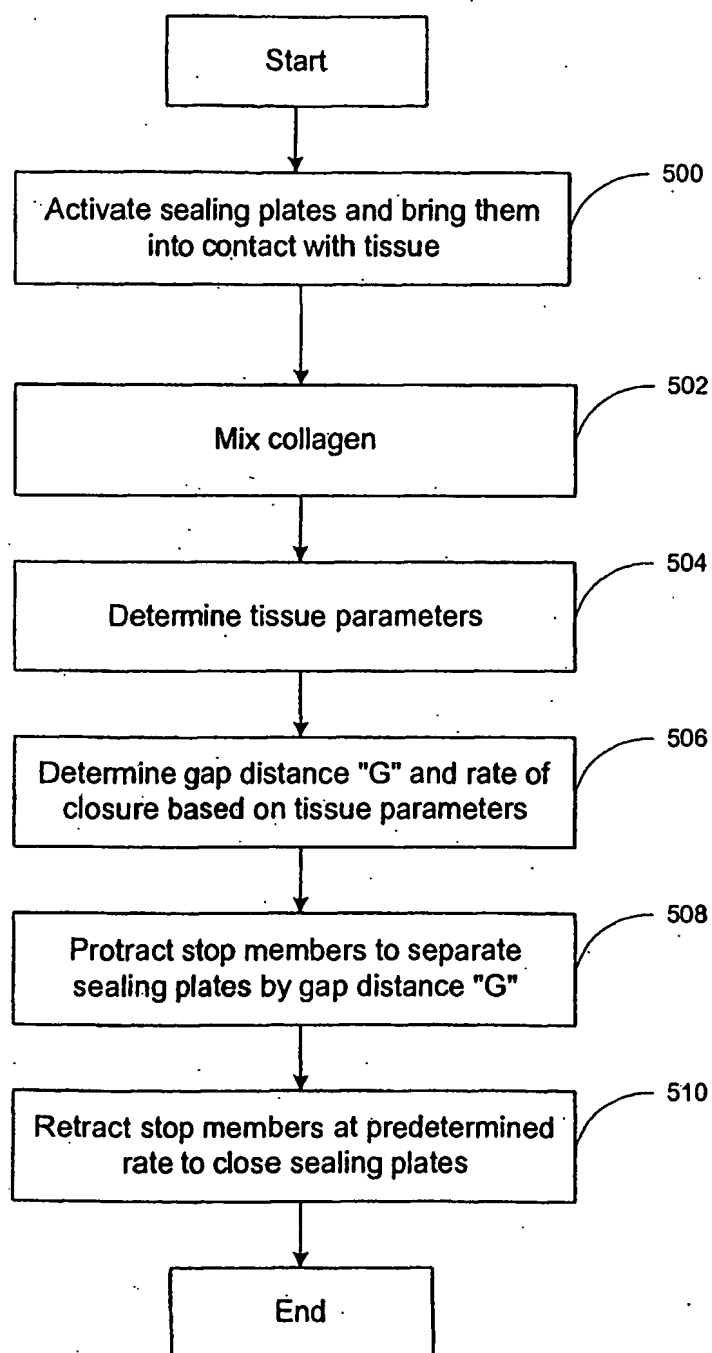 Start
500
Activate sealing plates and bring them
into contact with tissue
502
Mix collagen
504
Determine tissue parameters
506
Determine gap distance "G" and rate of
closure based on tissue parameters
508
Protract stop members to separate
sealing plates by gap distance "G"
510
Retract stop members at predetermined
rate to close sealing plates
End